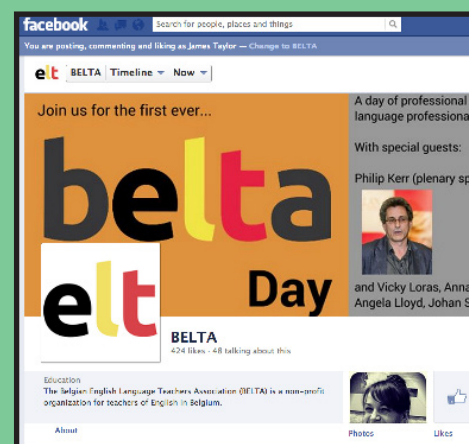 facebook
Search for people, places and things
You are posting, commenting and liking as James Taylor — Change to BELTA
elt BELTA Timeline Now
Join us for the first ever...
belta
Day
elt
A day of professional
language professiona
With special guests:
Philip Kerr (plenary sp
and Vicky Loras, Anna
Angela Lloyd, Johan S
BELTA
424 likes · 48 talking about this
Education
The Belgian English Language Teachers Association (BELTA) is a non-profit
organization for teachers of English in Belgium.
About
Photos
Likes